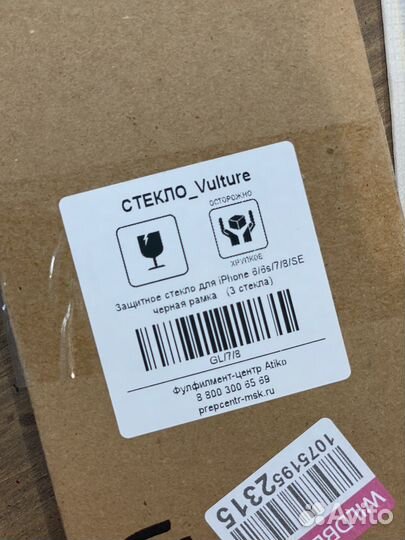 СТЕКЛО_Vulture
ОСТОРОЖНО
ХРУПКОЕ
Защитное стекло для iPhone 6/6s/7/8/SE
черная рамка (3 стекла)
GL/7/8
Фулфилмент-центр Atiko
8 800 300 65 69
prepcentr-msk.ru
10751952315
Avito